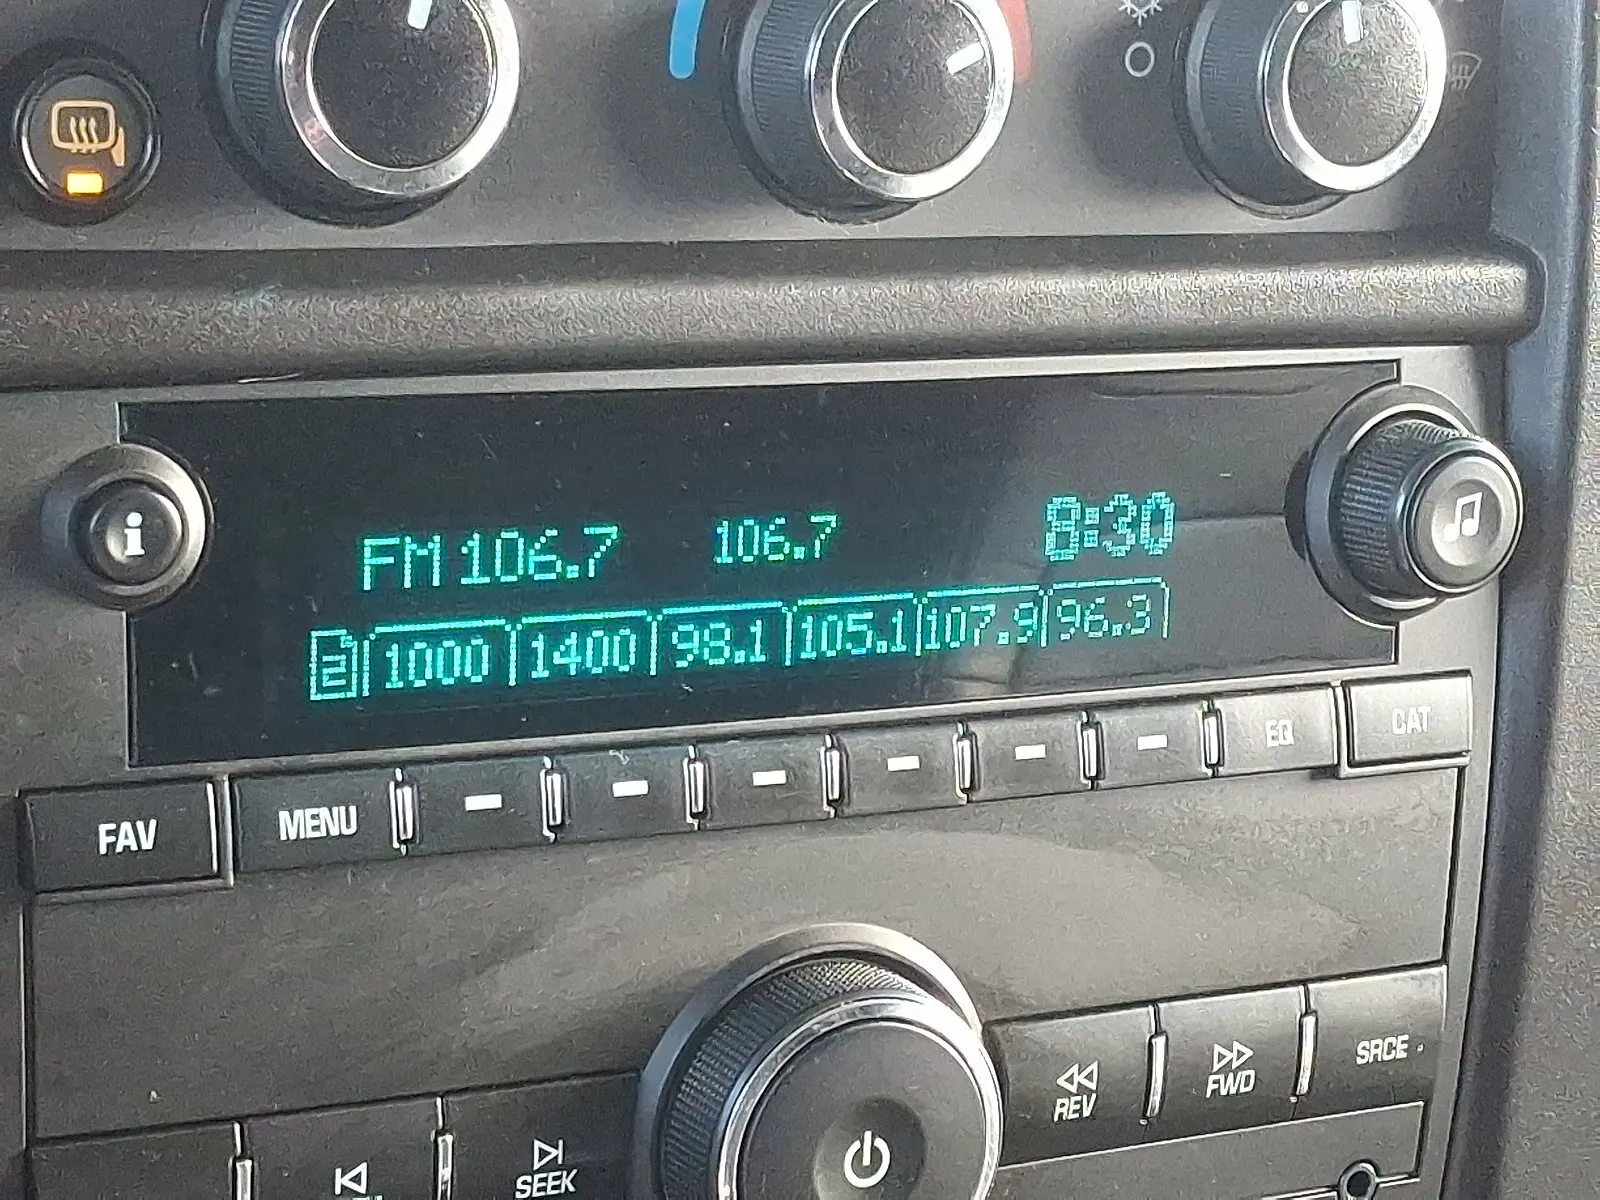 i
FM 106.7 106.7 8:30
2 1000 1400 98.1 105.1 107.9 96.3
EQ CAT
FAV MENU
REV FWD SRCE
SEEK